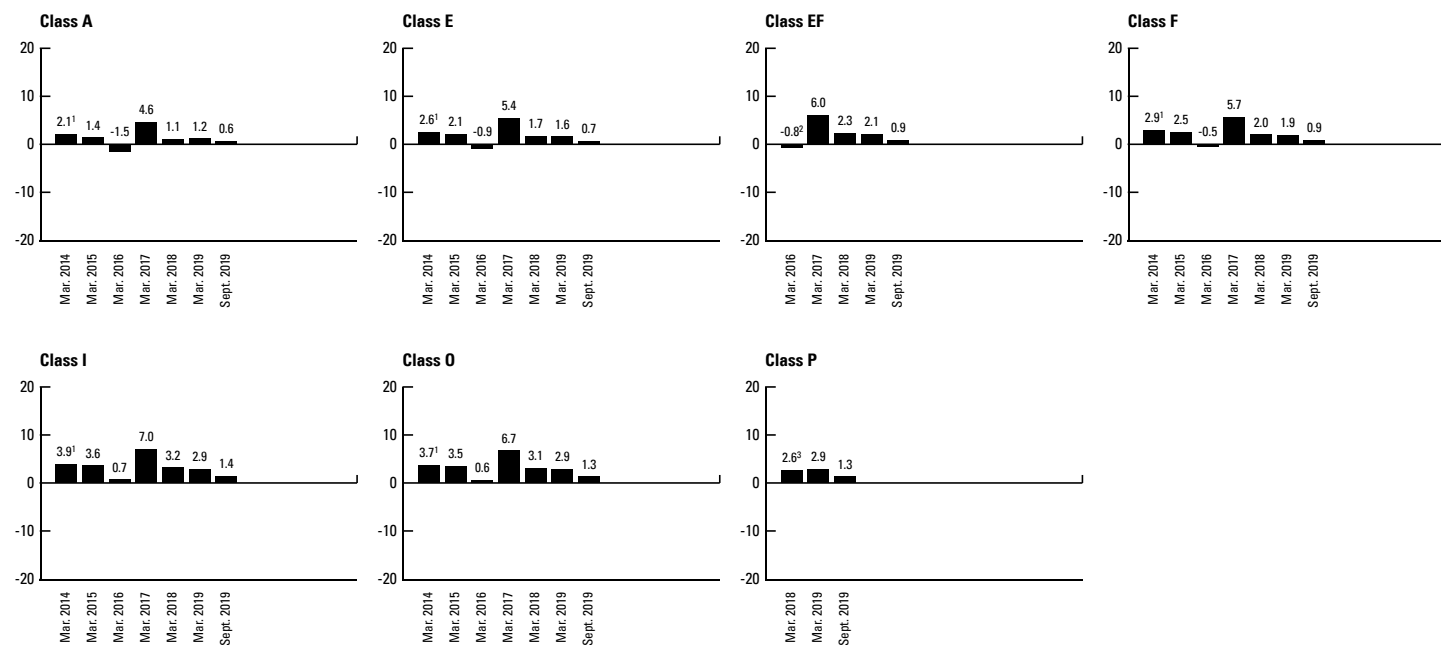 Class A
20
10
0
-10
-20
2.1¹
1.4
-1.5
4.6
1.1
1.2
0.6
Mar. 2014
Mar. 2015
Mar. 2016
Mar. 2017
Mar. 2018
Mar. 2019
Sept. 2019
Class E
20
10
0
-10
-20
2.6¹
2.1
-0.9
5.4
1.7
1.6
0.7
Mar. 2014
Mar. 2015
Mar. 2016
Mar. 2017
Mar. 2018
Mar. 2019
Sept. 2019
Class EF
20
10
0
-10
-20
-0.8²
6.0
2.3
2.1
0.9
Mar. 2016
Mar. 2017
Mar. 2018
Mar. 2019
Sept. 2019
Class F
20
10
0
-10
-20
2.9¹
2.5
-0.5
5.7
2.0
1.9
0.9
Mar. 2014
Mar. 2015
Mar. 2016
Mar. 2017
Mar. 2018
Mar. 2019
Sept. 2019
Class I
20
10
0
-10
-20
3.9¹
3.6
0.7
7.0
3.2
2.9
1.4
Mar. 2014
Mar. 2015
Mar. 2016
Mar. 2017
Mar. 2018
Mar. 2019
Sept. 2019
Class O
20
10
0
-10
-20
3.7¹
3.5
0.6
6.7
3.1
2.9
1.3
Mar. 2014
Mar. 2015
Mar. 2016
Mar. 2017
Mar. 2018
Mar. 2019
Sept. 2019
Class P
20
10
0
-10
-20
2.6³
2.9
1.3
Mar. 2018
Mar. 2019
Sept. 2019